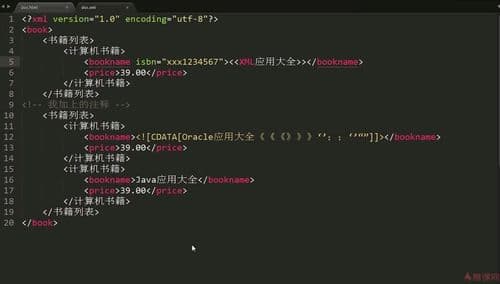 doc.html
doc.xml
1 <?xml version="1.0" encoding="utf-8"?>
2 <book>
3 <书籍列表>
4 <计算机书籍>
5 <bookname isbn="xxx1234567"><<XML应用大全>></bookname>
6 <price>39.00</price>
7 </计算机书籍>
8 </书籍列表>
9 <!-- 我加上的注释 -->
10 <书籍列表>
11 <计算机书籍>
12 <bookname><![CDATA[Oracle应用大全《《《》》》‘’；：‘’“”]]></bookname>
13 <price>39.00</price>
14 </计算机书籍>
15 <计算机书籍>
16 <bookname>Java应用大全</bookname>
17 <price>39.00</price>
18 </计算机书籍>
19 </书籍列表>
20 </book>